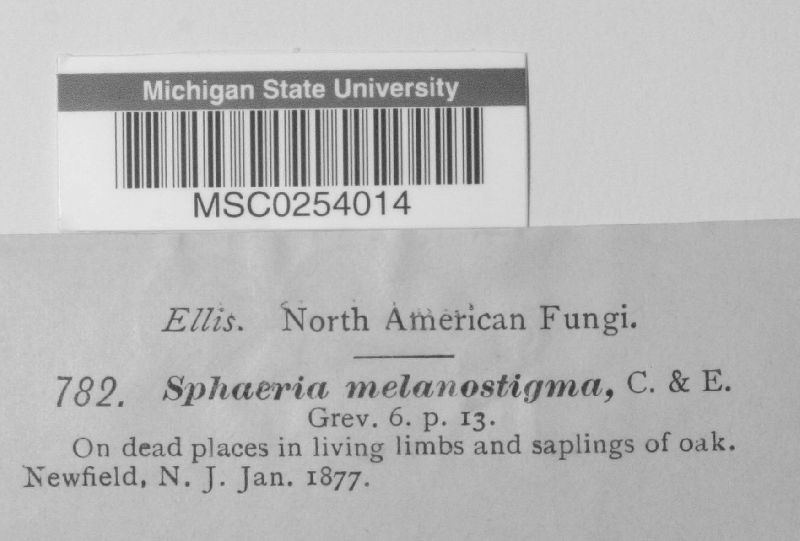 Michigan State University
MSC0254014
Ellis. North American Fungi.
782. Sphaeria melanostigma, C. & E.
Grev. 6. p. 13.
On dead places in living limbs and saplings of oak.
Newfield, N. J. Jan. 1877.